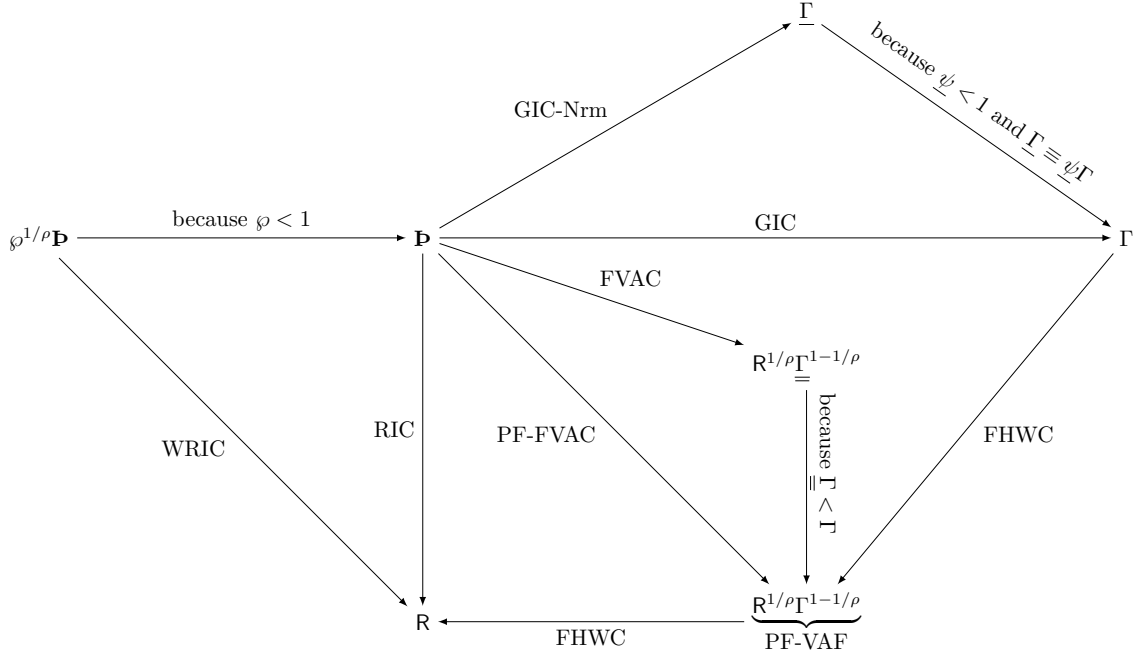 Γ̲
because ψ̲ < 1 and Γ̲ ≡ ψ̲Γ
GIC-Nrm
℘^{1/ρ}Þ
because ℘ < 1
Þ
GIC
Γ
FVAC
R^{1/ρ}Γ̳^{1−1/ρ}
WRIC
RIC
PF-FVAC
because Γ̳ < Γ
FHWC
R
FHWC
R^{1/ρ}Γ^{1−1/ρ}
PF-VAF